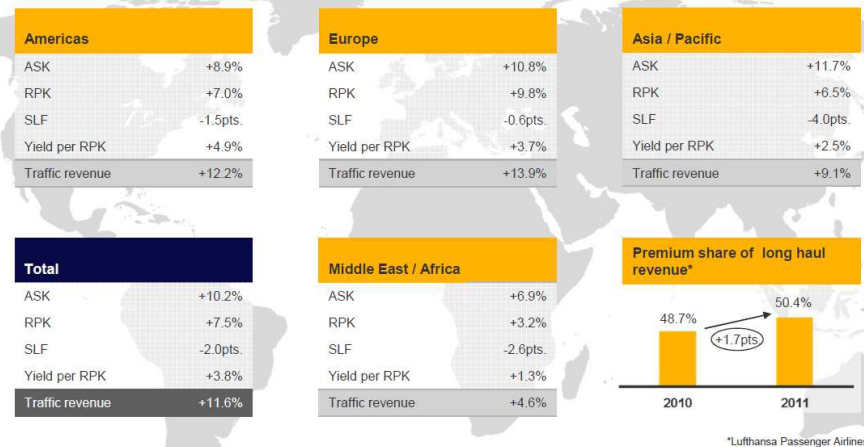 Americas
ASK +8.9%
RPK +7.0%
SLF -1.5pts.
Yield per RPK +4.9%
Traffic revenue +12.2%
Europe
ASK +10.8%
RPK +9.8%
SLF -0.6pts.
Yield per RPK +3.7%
Traffic revenue +13.9%
Asia / Pacific
ASK +11.7%
RPK +6.5%
SLF -4.0pts.
Yield per RPK +2.5%
Traffic revenue +9.1%
Total
ASK +10.2%
RPK +7.5%
SLF -2.0pts.
Yield per RPK +3.8%
Traffic revenue +11.6%
Middle East / Africa
ASK +6.9%
RPK +3.2%
SLF -2.6pts.
Yield per RPK +1.3%
Traffic revenue +4.6%
Premium share of long haul
revenue*
48.7%
50.4%
+1.7pts.
2010 2011
*Lufthansa Passenger Airlines